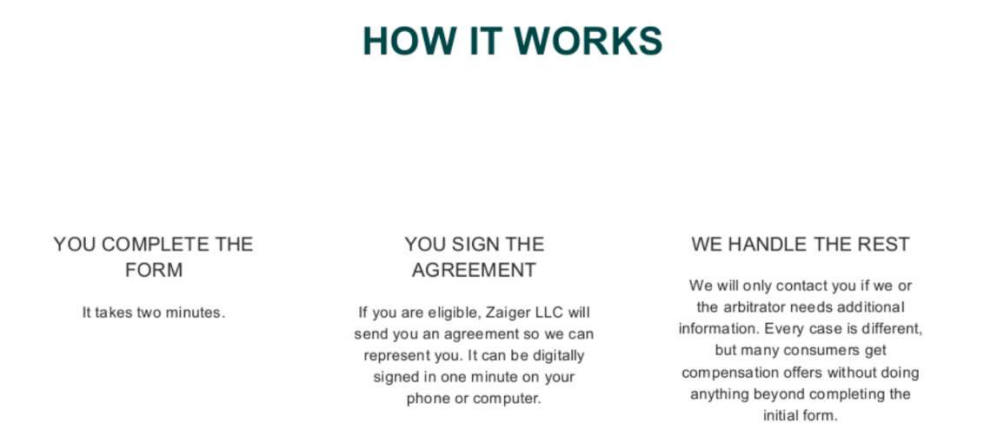 HOW IT WORKS
YOU COMPLETE THE
FORM
It takes two minutes.
YOU SIGN THE
AGREEMENT
If you are eligible, Zaiger LLC will
send you an agreement so we can
represent you. It can be digitally
signed in one minute on your
phone or computer.
WE HANDLE THE REST
We will only contact you if we or
the arbitrator needs additional
information. Every case is different,
but many consumers get
compensation offers without doing
anything beyond completing the
initial form.